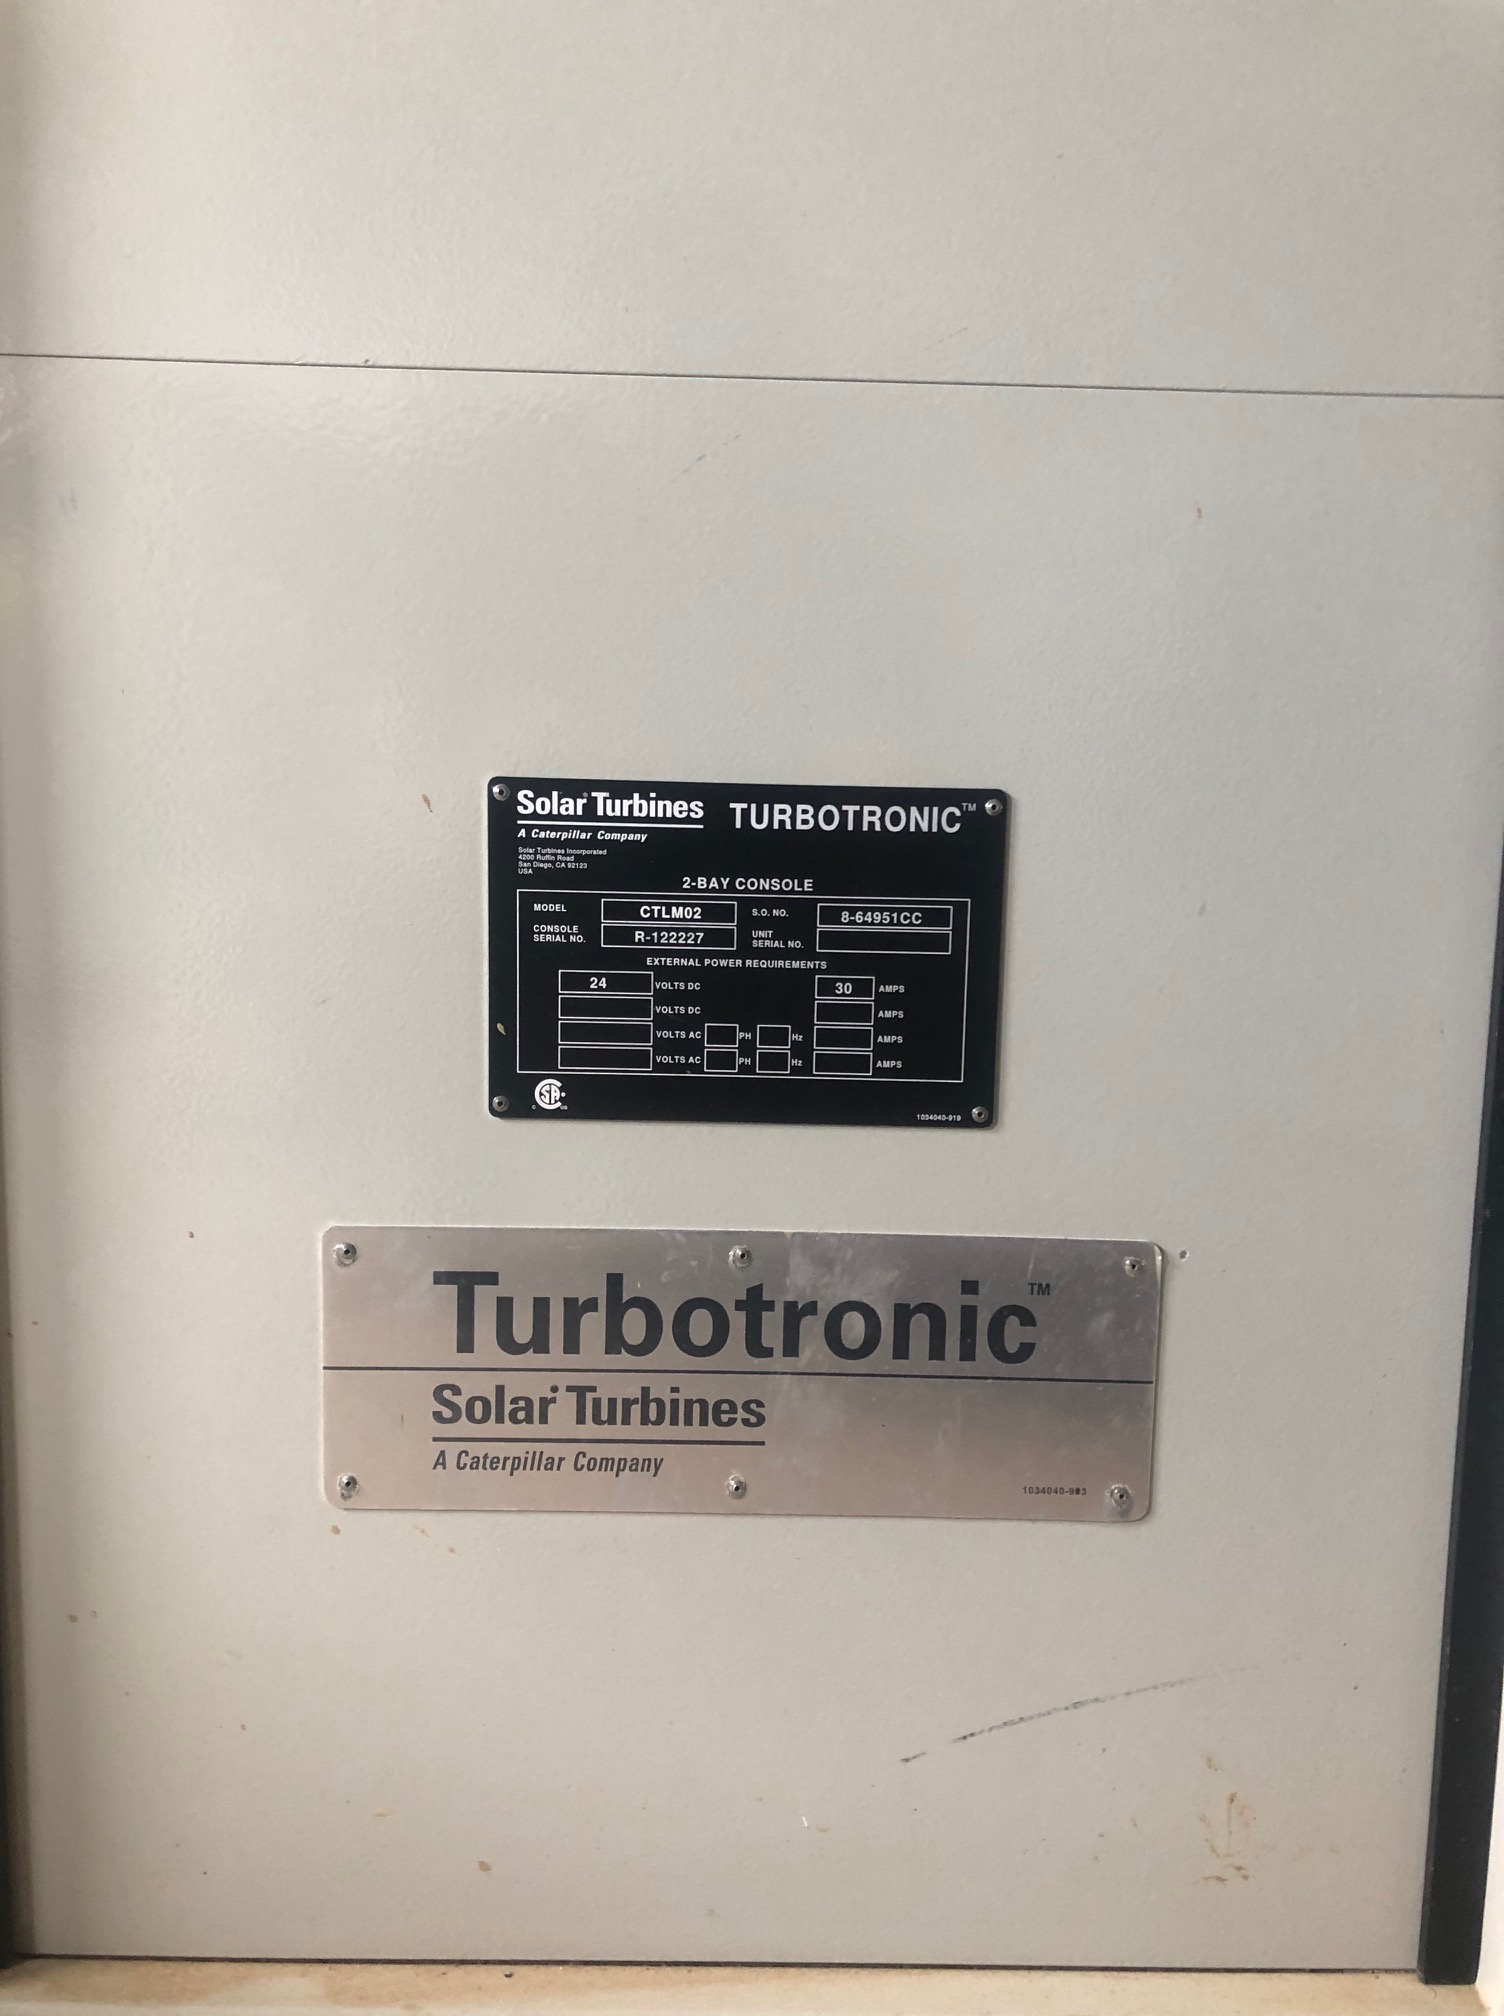 Solar Turbines TURBOTRONIC™
A Caterpillar Company
Solar Turbines Incorporated
4200 Ruffin Road
San Diego, CA 92123
USA
2-BAY CONSOLE
MODEL CTLM02 S.O. NO. 8-64951CC
CONSOLE SERIAL NO. R-122227 UNIT SERIAL NO.
EXTERNAL POWER REQUIREMENTS
24 VOLTS DC 30 AMPS
VOLTS DC AMPS
VOLTS AC PH Hz AMPS
VOLTS AC PH Hz AMPS
C SA US
1034040-919
Turbotronic™
Solar Turbines
A Caterpillar Company